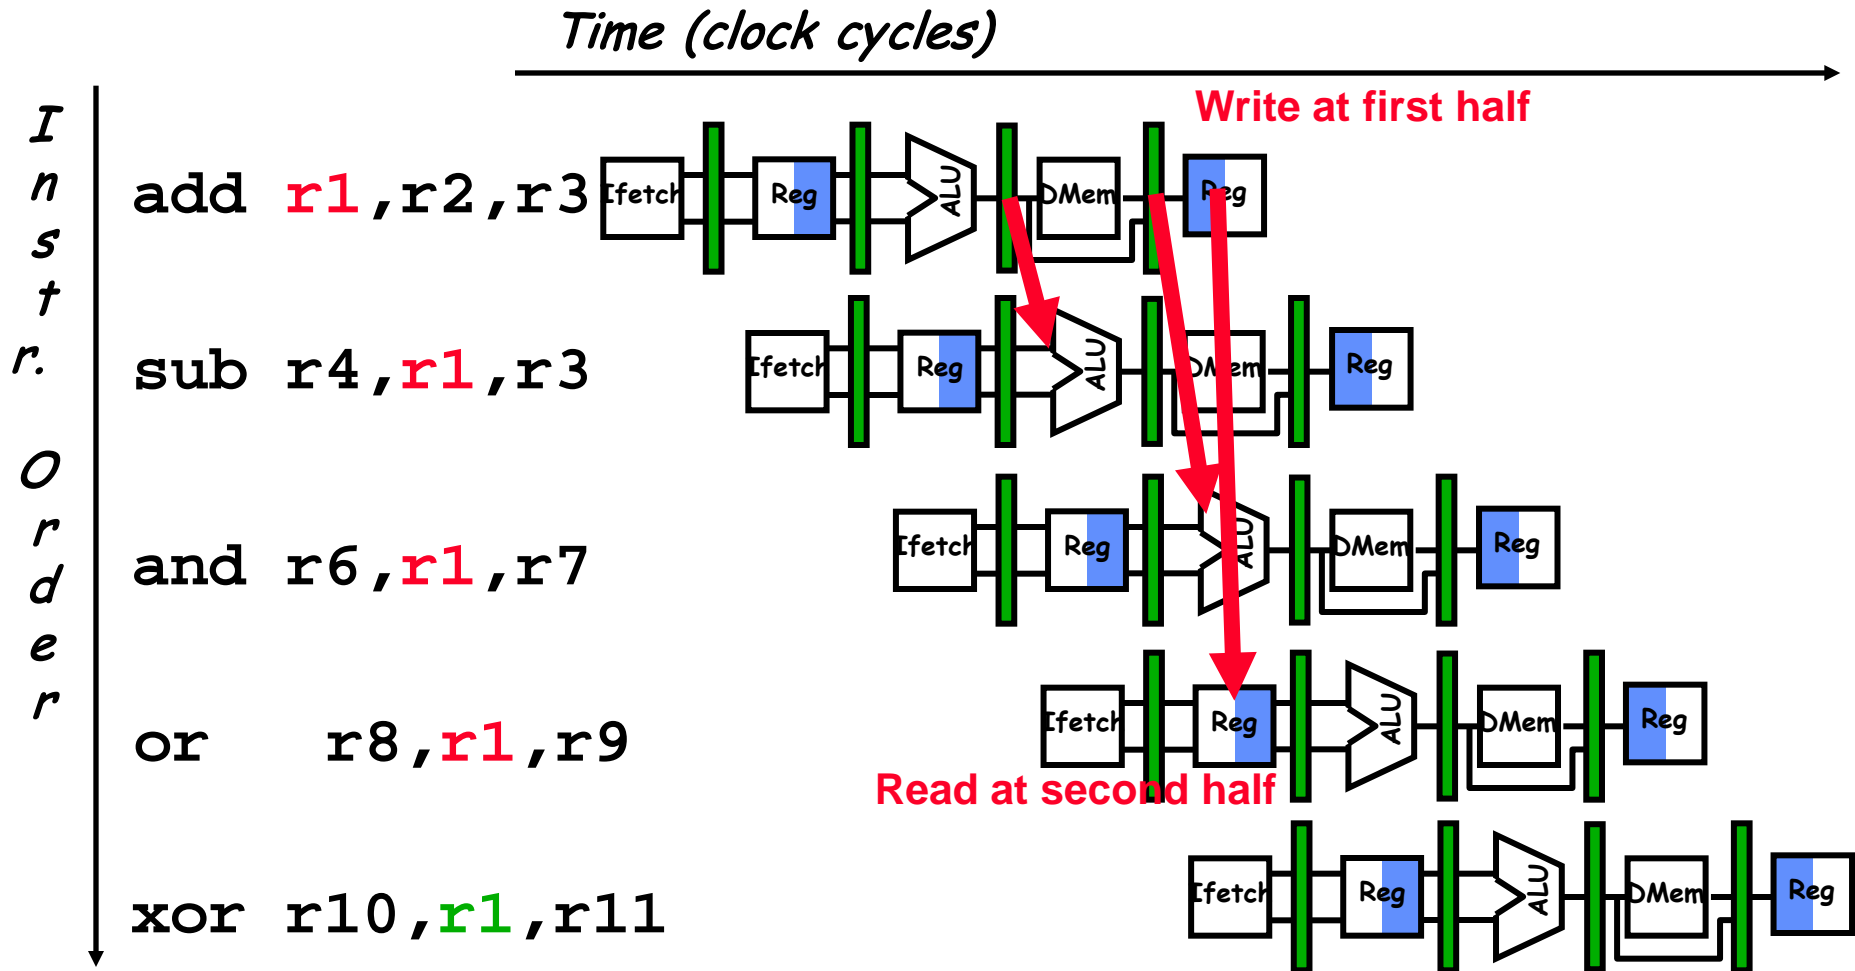 Time (clock cycles)
Write at first half
Instr. Order
add r1,r2,r3 Ifetch Reg ALU DMem Reg
sub r4,r1,r3 Ifetch Reg ALU DMem Reg
and r6,r1,r7 Ifetch Reg ALU DMem Reg
or r8,r1,r9 Ifetch Reg ALU DMem Reg
Read at second half
xor r10,r1,r11 Ifetch Reg ALU DMem Reg